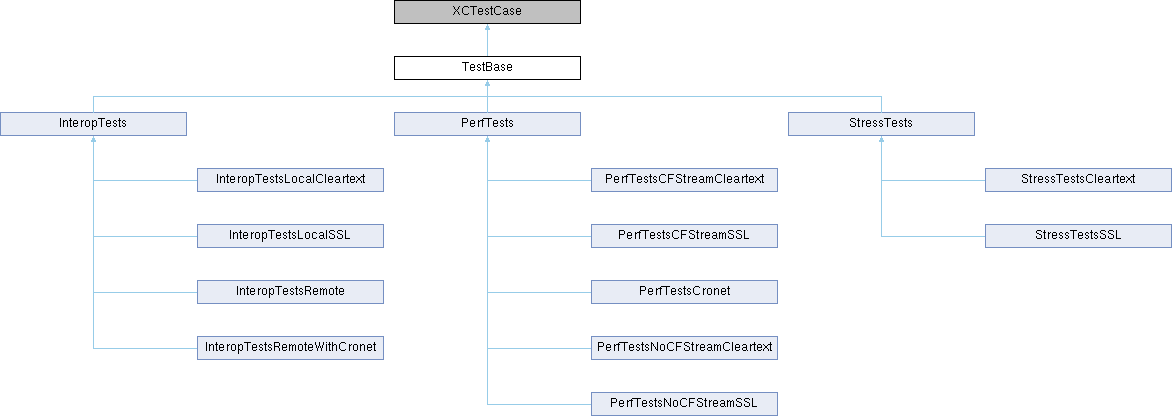 XCTestCase
TestBase
InteropTests
PerfTests
StressTests
InteropTestsLocalCleartext
PerfTestsCFStreamCleartext
StressTestsCleartext
InteropTestsLocalSSL
PerfTestsCFStreamSSL
StressTestsSSL
InteropTestsRemote
PerfTestsCronet
InteropTestsRemoteWithCronet
PerfTestsNoCFStreamCleartext
PerfTestsNoCFStreamSSL